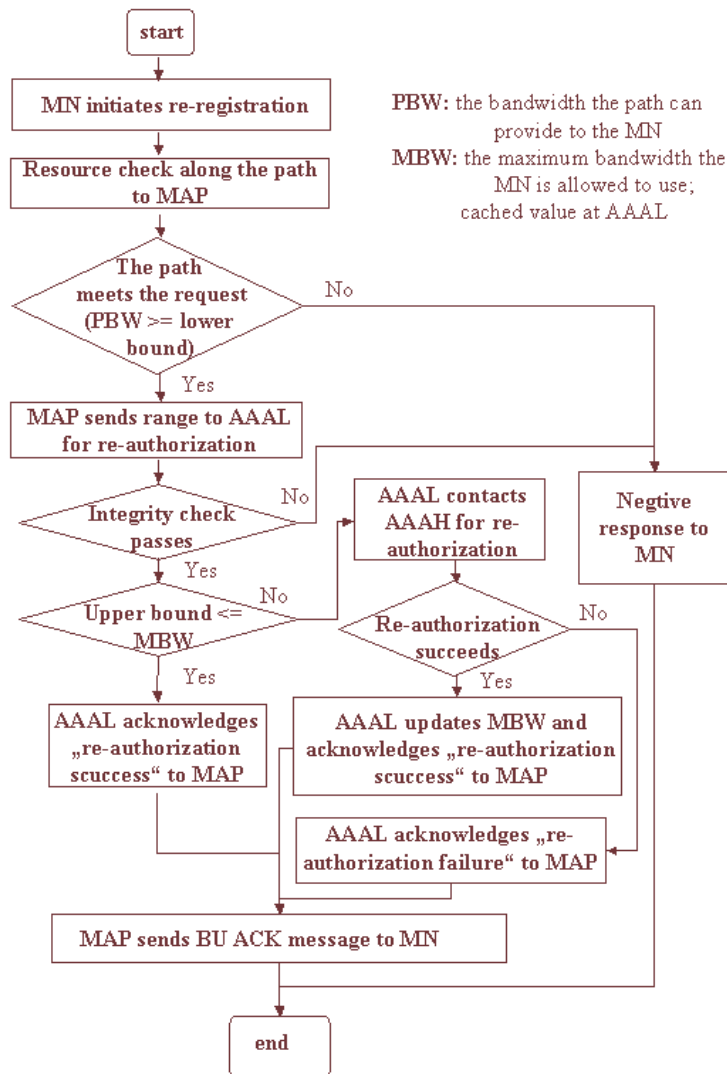 start
MN initiates re-registration
PBW: the bandwidth the path can
provide to the MN
MBW: the maximum bandwidth the
MN is allowed to use;
cached value at AAAL
Resource check along the path
to MAP
The path
meets the request
(PBW >= lower
bound)
No
Yes
MAP sends range to AAAL
for re-authorization
Integrity check
passes
No
Yes
AAAL contacts
AAAH for re-
authorization
Negtive
response to
MN
Upper bound <=
MBW
No
Yes
Re-authorization
succeeds
No
Yes
AAAL acknowledges
„re-authorization
scuccess“ to MAP
AAAL updates MBW and
acknowledges „re-authorization
scuccess“ to MAP
AAAL acknowledges „re-
authorization failure“ to MAP
MAP sends BU ACK message to MN
end